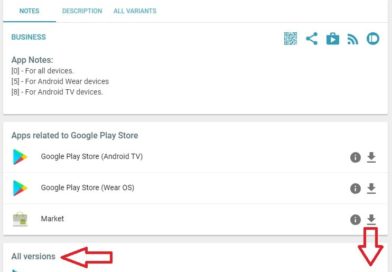 NOTES DESCRIPTION ALL VARIANTS
BUSINESS
App Notes:
[0] - For all devices.
[5] - For Android Wear devices
[8] - For Android TV devices.
Apps related to Google Play Store
Google Play Store (Android TV)
Google Play Store (Wear OS)
Market
All versions